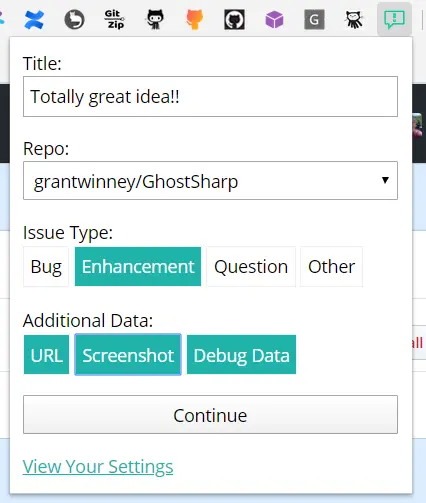 Git
Zip
G
Title:
Totally great idea!!
Repo:
grantwinney/GhostSharp
Issue Type:
Bug Enhancement Question Other
Additional Data:
URL Screenshot Debug Data
all
Continue
View Your Settings